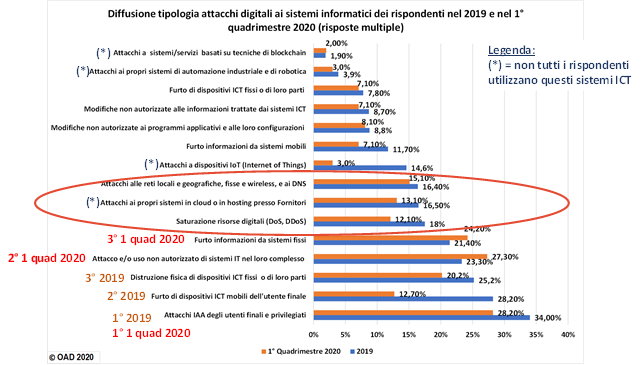 Diffusione tipologia attacchi digitali ai sistemi informatici dei rispondenti nel 2019 e nel 1°
quadrimestre 2020 (risposte multiple)
Legenda:
(*) = non tutti i rispondenti
utilizzano questi sistemi ICT
(*) Attacchi a sistemi/servizi basati su tecniche di blockchain
2,00%
1,90%
(*) Attacchi ai propri sistemi di automazione industriale e di robotica
3,0%
3,9%
Furto di dispositivi ICT fissi o di loro parti
7,10%
7,80%
Modifiche non autorizzate alle informazioni trattate dai sistemi ICT
7,10%
8,70%
Modifiche non autorizzate ai programmi applicativi e alle loro configurazioni
8,10%
8,8%
Furto informazioni da sistemi mobili
7,10%
11,70%
(*) Attacchi a dispositivi IoT (Internet of Things)
3,0%
14,6%
Attacchi alle reti locali e geografiche, fisse e wireless, e ai DNS
15,10%
16,40%
(*) Attacchi ai propri sistemi in cloud o in hosting presso Fornitori
13,10%
16,50%
Saturazione risorse digitali (DoS, DDoS)
12,10%
18%
3° 1 quad 2020 Furto informazioni da sistemi fissi
24,20%
21,40%
2° 1 quad 2020 Attacco e/o uso non autorizzato di sistemi IT nel loro complesso
27,30%
23,30%
3° 2019 Distruzione fisica di dispositivi ICT fissi o di loro parti
20,2%
25,2%
2° 2019 Furto di dispositivi ICT mobili dell'utente finale
12,70%
28,20%
1° 2019 Attacchi IAA degli utenti finali e privilegiati
28,20%
34,00%
1° 1 quad 2020
0% 5% 10% 15% 20% 25% 30% 35% 40%
1° Quadrimestre 2020 2019
© OAD 2020